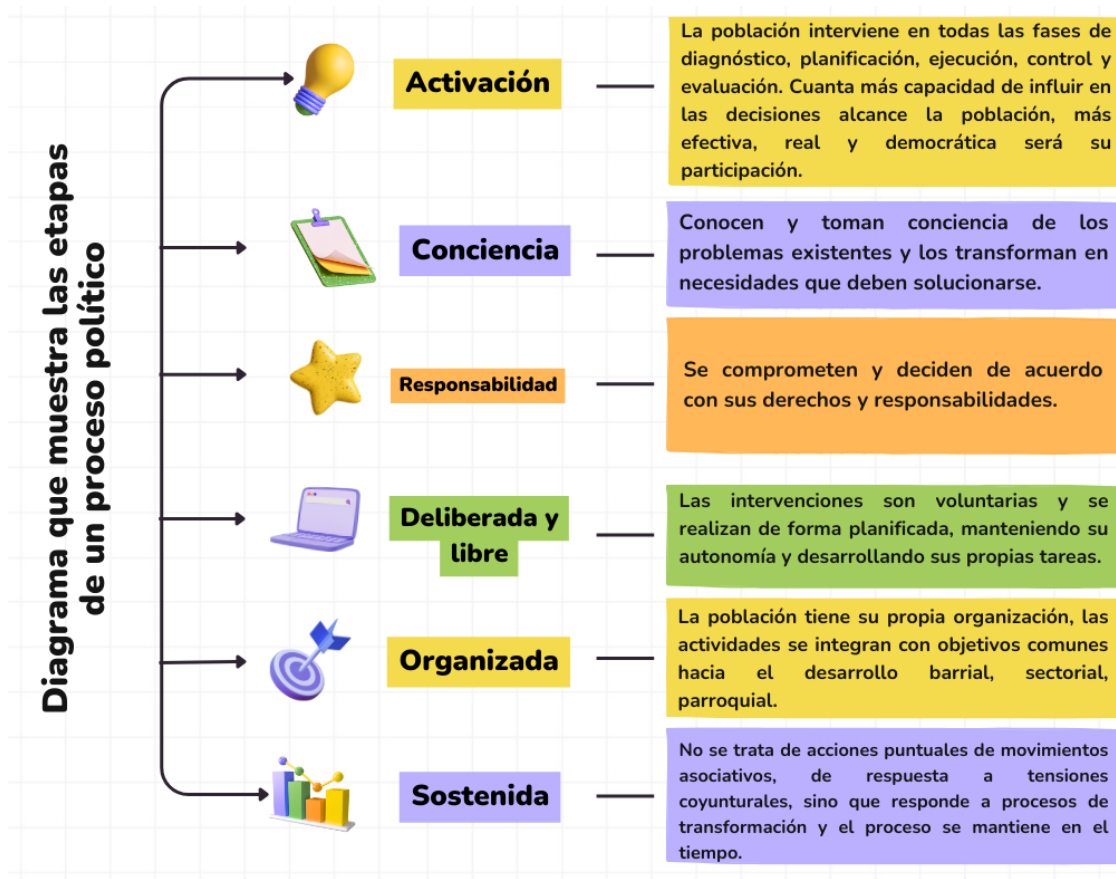 Diagrama que muestra las etapas
de un proceso político
Activación
La población interviene en todas las fases de
diagnóstico, planificación, ejecución, control y
evaluación. Cuanta más capacidad de influir en
las decisiones alcance la población, más
efectiva, real y democrática será su
participación.
Conciencia
Conocen y toman conciencia de los
problemas existentes y los transforman en
necesidades que deben solucionarse.
Responsabilidad
Se comprometen y deciden de acuerdo
con sus derechos y responsabilidades.
Deliberada y
libre
Las intervenciones son voluntarias y se
realizan de forma planificada, manteniendo su
autonomía y desarrollando sus propias tareas.
Organizada
La población tiene su propia organización, las
actividades se integran con objetivos comunes
hacia el desarrollo barrial, sectorial,
parroquial.
Sostenida
No se trata de acciones puntuales de movimientos
asociativos, de respuesta a tensiones
coyunturales, sino que responde a procesos de
transformación y el proceso se mantiene en el
tiempo.